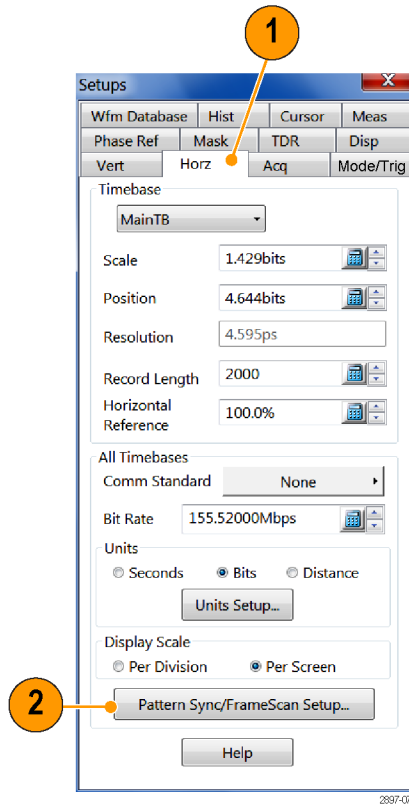 1
Setups
Wfm Database Hist Cursor Meas
Phase Ref Mask TDR Disp
Vert Horz Acq Mode/Trig
Timebase
MainTB
Scale 1.429bits
Position 4.644bits
Resolution 4.595ps
Record Length 2000
Horizontal
Reference 100.0%
All Timebases
Comm Standard None
Bit Rate 155.52000Mbps
Units
Seconds Bits Distance
Units Setup...
Display Scale
Per Division Per Screen
2 Pattern Sync/FrameScan Setup...
Help